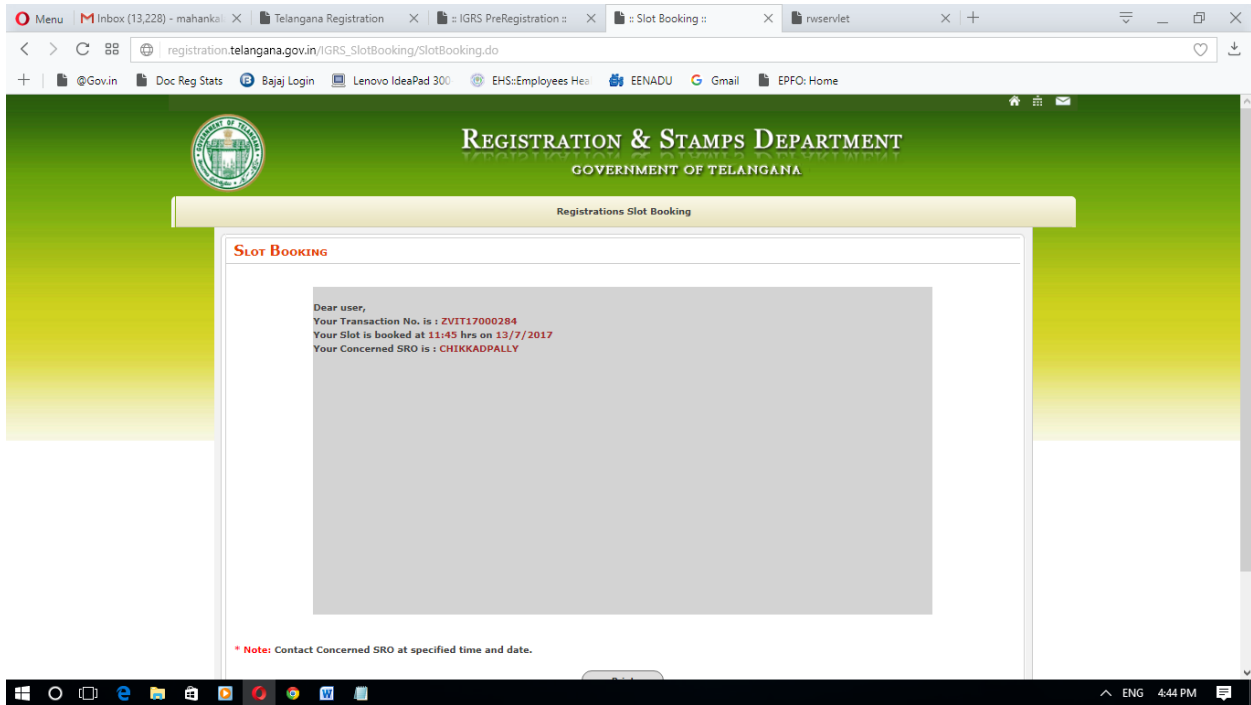 Menu
Inbox (13,228) - mahankal
Telangana Registration
:: IGRS PreRegistration ::
:: Slot Booking ::
rwservlet
registration.telangana.gov.in/IGRS_SlotBooking/SlotBooking.do
@Gov.in
Doc Reg Stats
Bajaj Login
Lenovo IdeaPad 300
EHS::Employees Hea
EENADU
Gmail
EPFO: Home
REGISTRATION & STAMPS DEPARTMENT
GOVERNMENT OF TELANGANA
Registrations Slot Booking
SLOT BOOKING
Dear user,
Your Transaction No. is : ZVIT17000284
Your Slot is booked at 11:45 hrs on 13/7/2017
Your Concerned SRO is : CHIKKADPALLY
* Note: Contact Concerned SRO at specified time and date.
ENG 4:44 PM